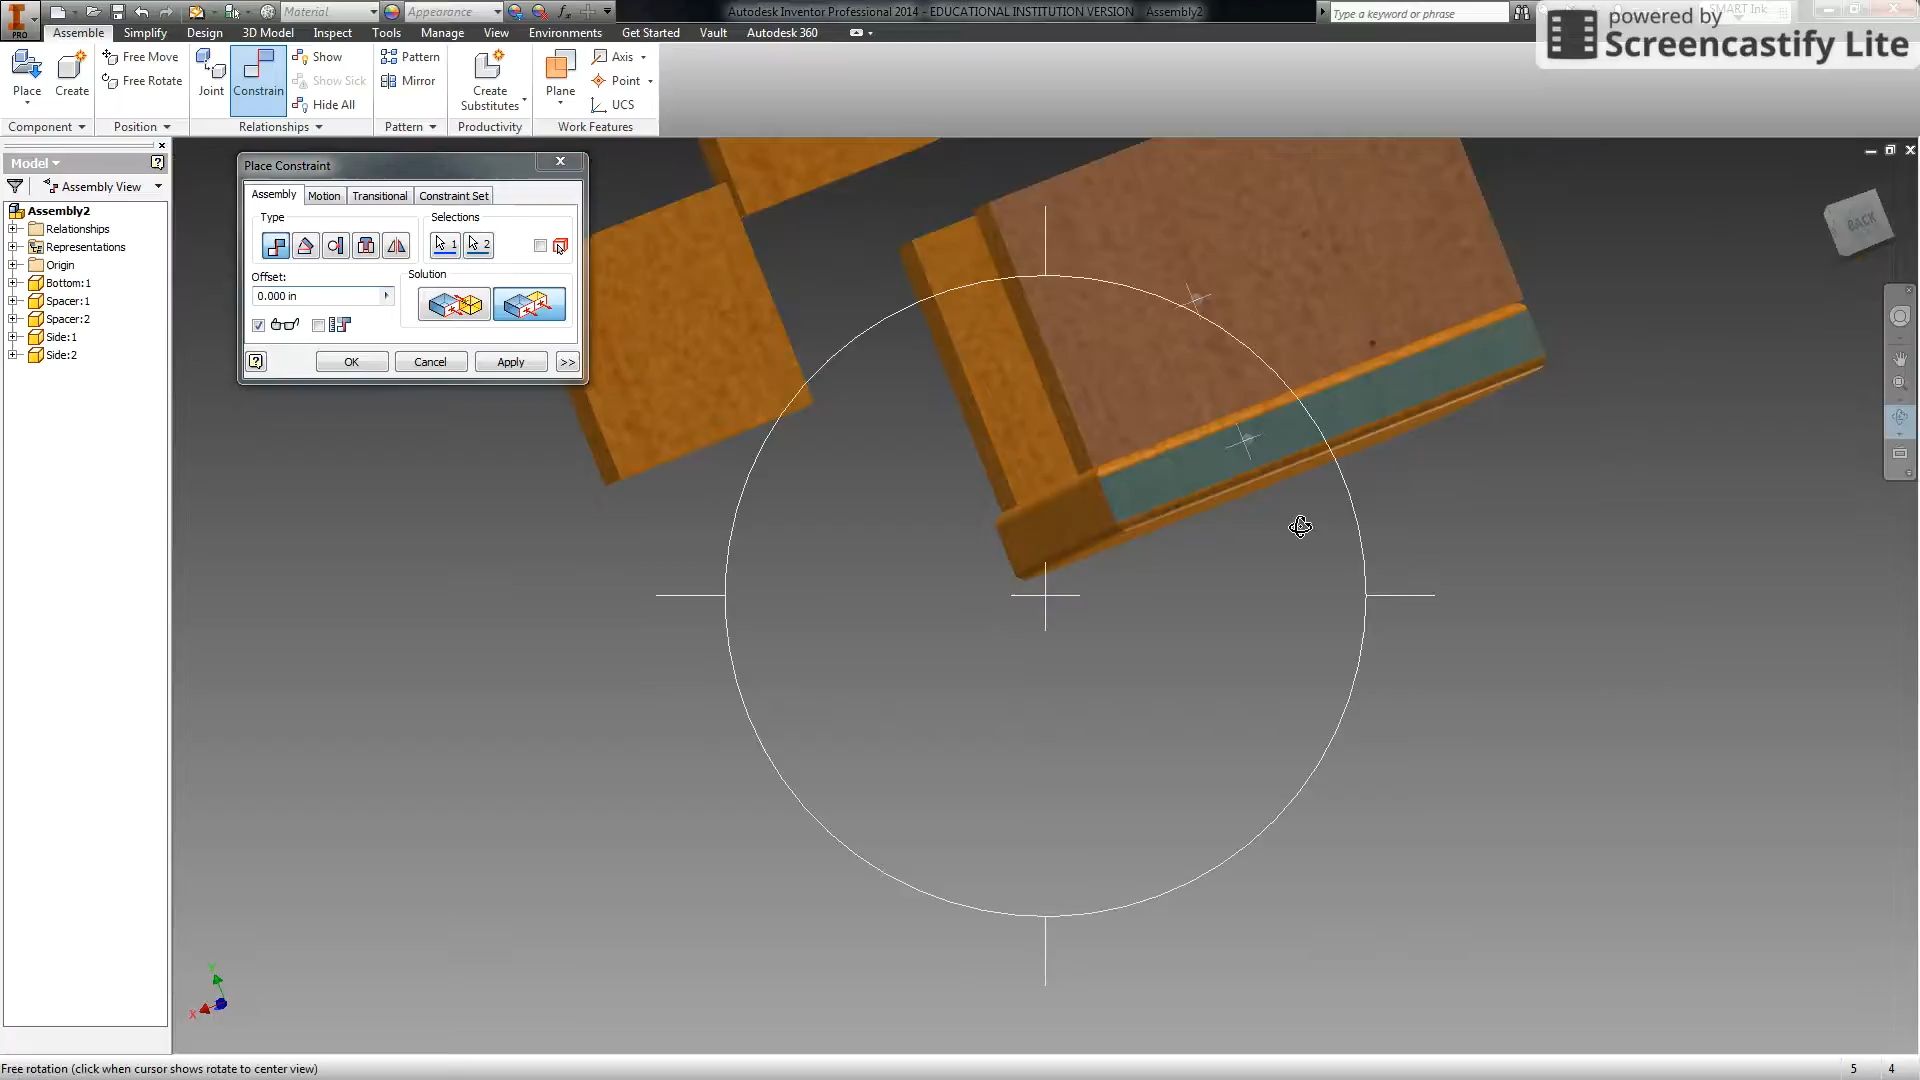 Material
Appearance
Autodesk Inventor Professional 2014 - EDUCATIONAL INSTITUTION VERSION Assembly2
Type a keyword or phrase
SMART Ink
powered by
Screencastify Lite
PRO
Assemble Simplify Design Inspect 3D Model Tools Manage View Environments Get Started Vault Autodesk 360
Place
Create
Free Move
Free Rotate
Joint
Constrain
Show
Show Sick
Hide All
Pattern
Mirror
Create
Substitutes
Plane
Axis
Point
UCS
Component
Position
Relationships
Pattern
Productivity
Work Features
Model
Assembly View
Assembly2
Relationships
Representations
Origin
Bottom:1
Spacer:1
Spacer:2
Side:1
Side:2
Place Constraint
Assembly Motion Transitional Constraint Set
Type
Selections
1
2
Offset:
0.000 in
Solution
OK
Cancel
Apply
>>
BACK
Y
X
Free rotation (click when cursor shows rotate to center view)
5 4